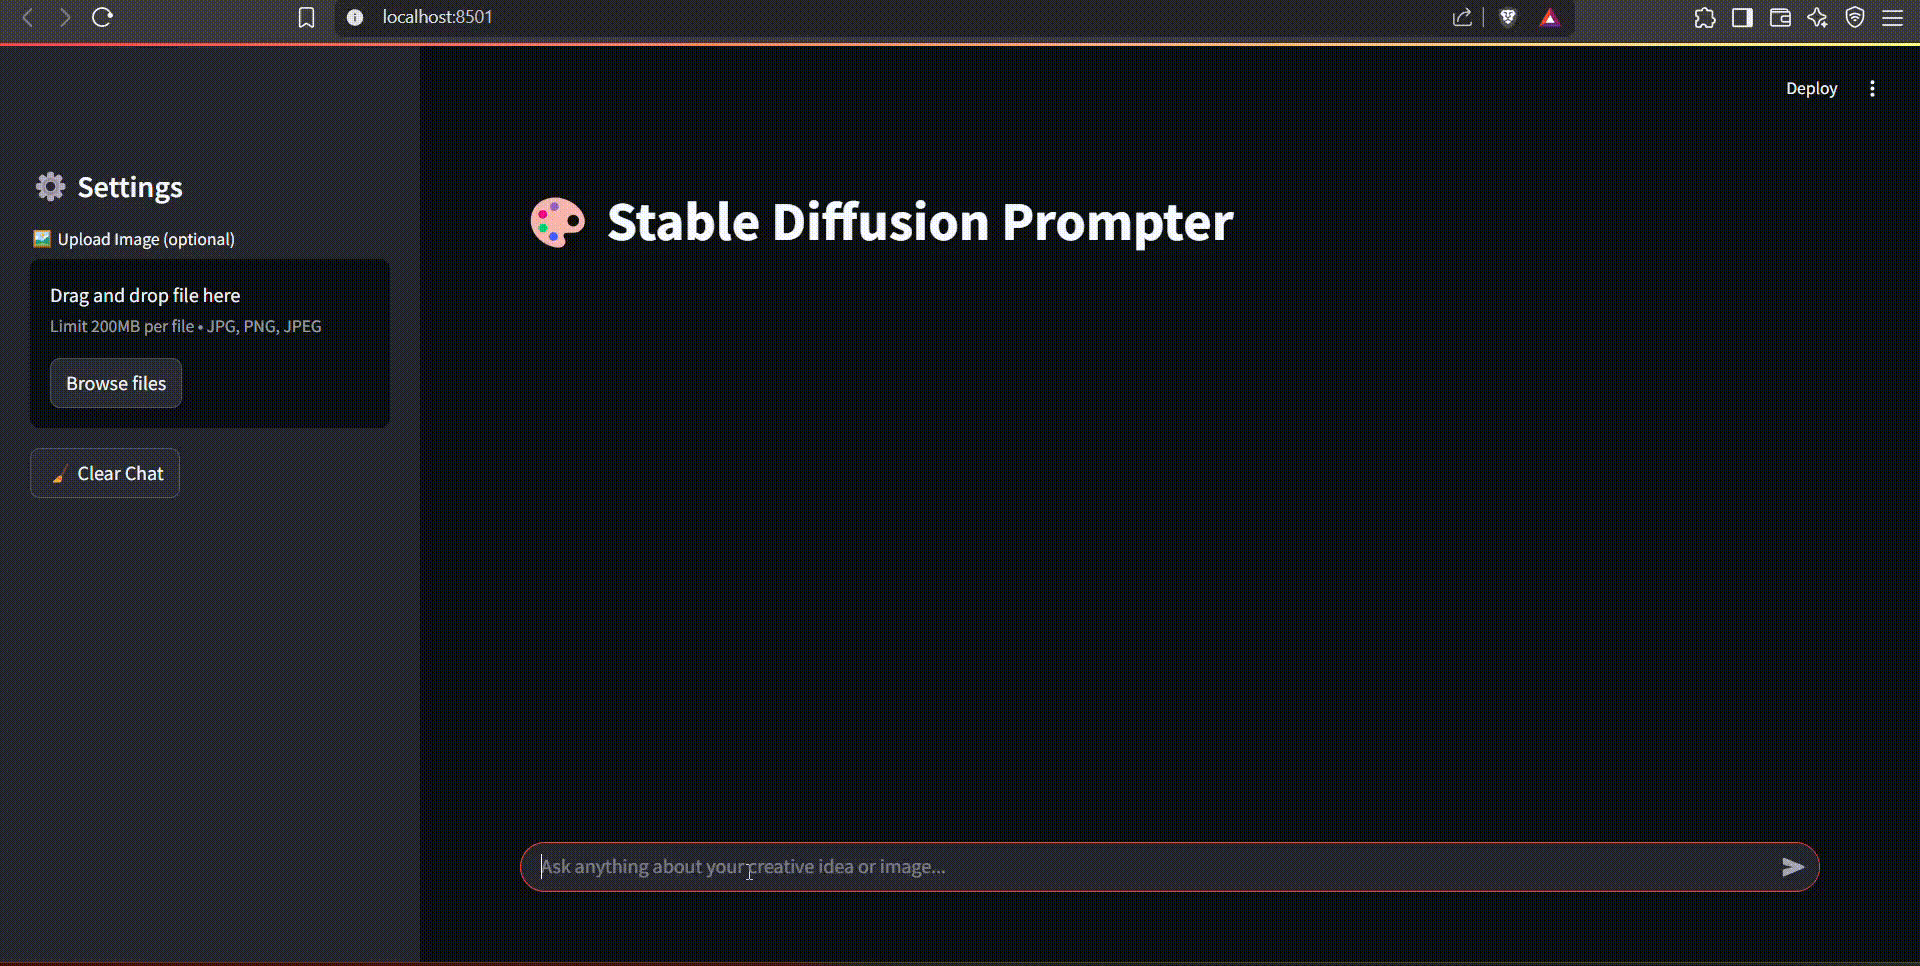 localhost:8501
Deploy
Settings
Upload Image (optional)
Drag and drop file here
Limit 200MB per file • JPG, PNG, JPEG
Browse files
Clear Chat
Stable Diffusion Prompter
Ask anything about your creative idea or image...